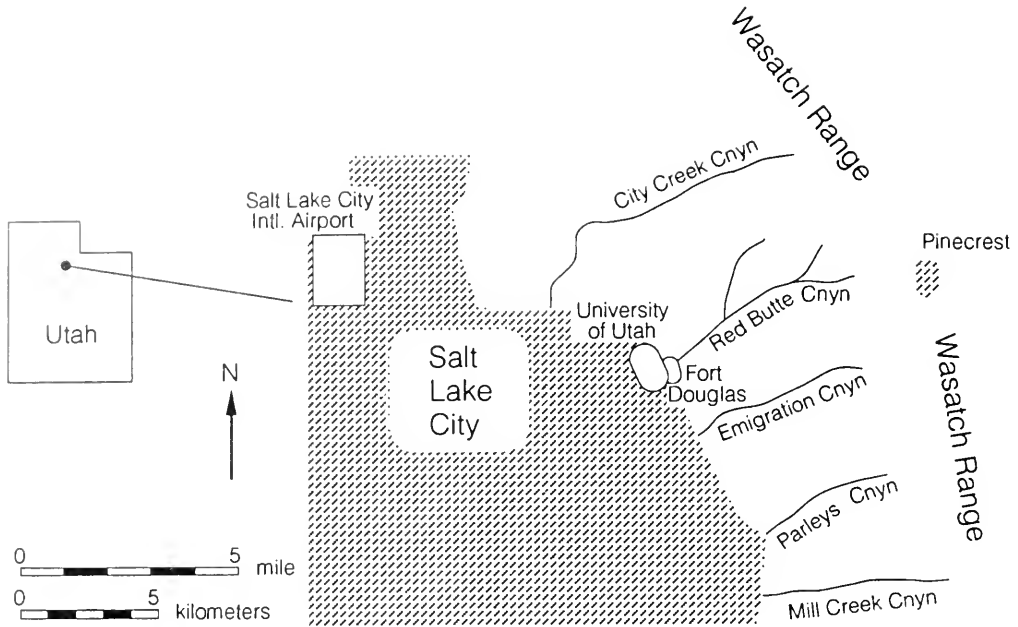 Wasatch Range
City Creek Cnyn
Salt Lake City
Intl. Airport
Pinecrest
Utah
University
of Utah
Red Butte Cnyn
N
Salt
Lake
City
Fort
Douglas
Emigration Cnyn
Wasatch Range
Parleys Cnyn
0 5 mile
0 5 kilometers
Mill Creek Cnyn